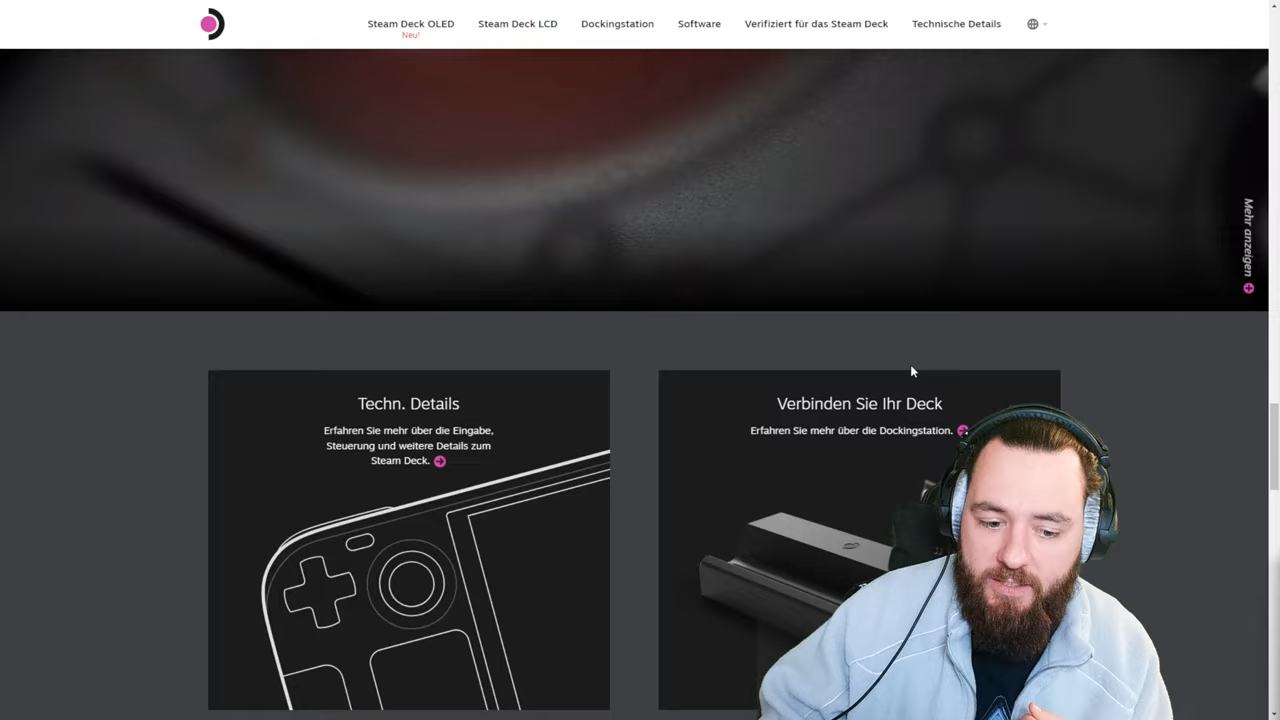 Steam Deck OLED
Neu!
Steam Deck LCD
Dockingstation
Software
Verifiziert für das Steam Deck
Technische Details
Mehr anzeigen
Techn. Details
Erfahren Sie mehr über die Eingabe,
Steuerung und weitere Details zum
Steam Deck.
Verbinden Sie Ihr Deck
Erfahren Sie mehr über die Dockingstation.